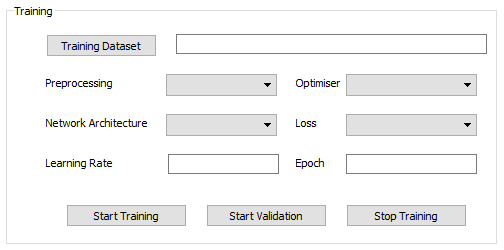 Training
Training Dataset
Preprocessing Optimiser
Network Architecture Loss
Learning Rate Epoch
Start Training Start Validation Stop Training